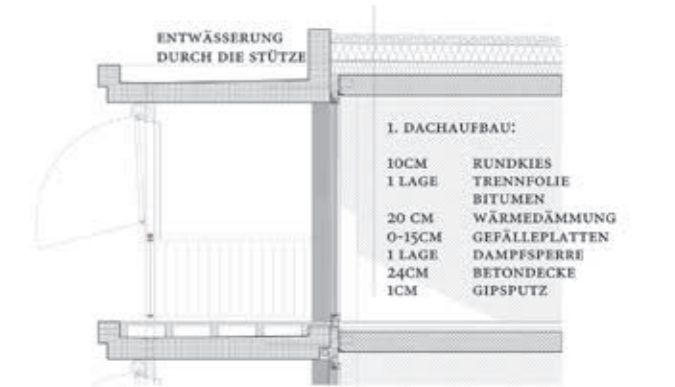 ENTWÄSSERUNG
DURCH DIE STÜTZE
1. DACHAUFBAU:
10CM RUNDKIES
1 LAGE TRENNFOLIE
BITUMEN
20 CM WÄRMEDÄMMUNG
0-15CM GEFÄLLEPLATTEN
1 LAGE DAMPFSPERRE
24CM BETONDECKE
1CM GIPSPUTZ